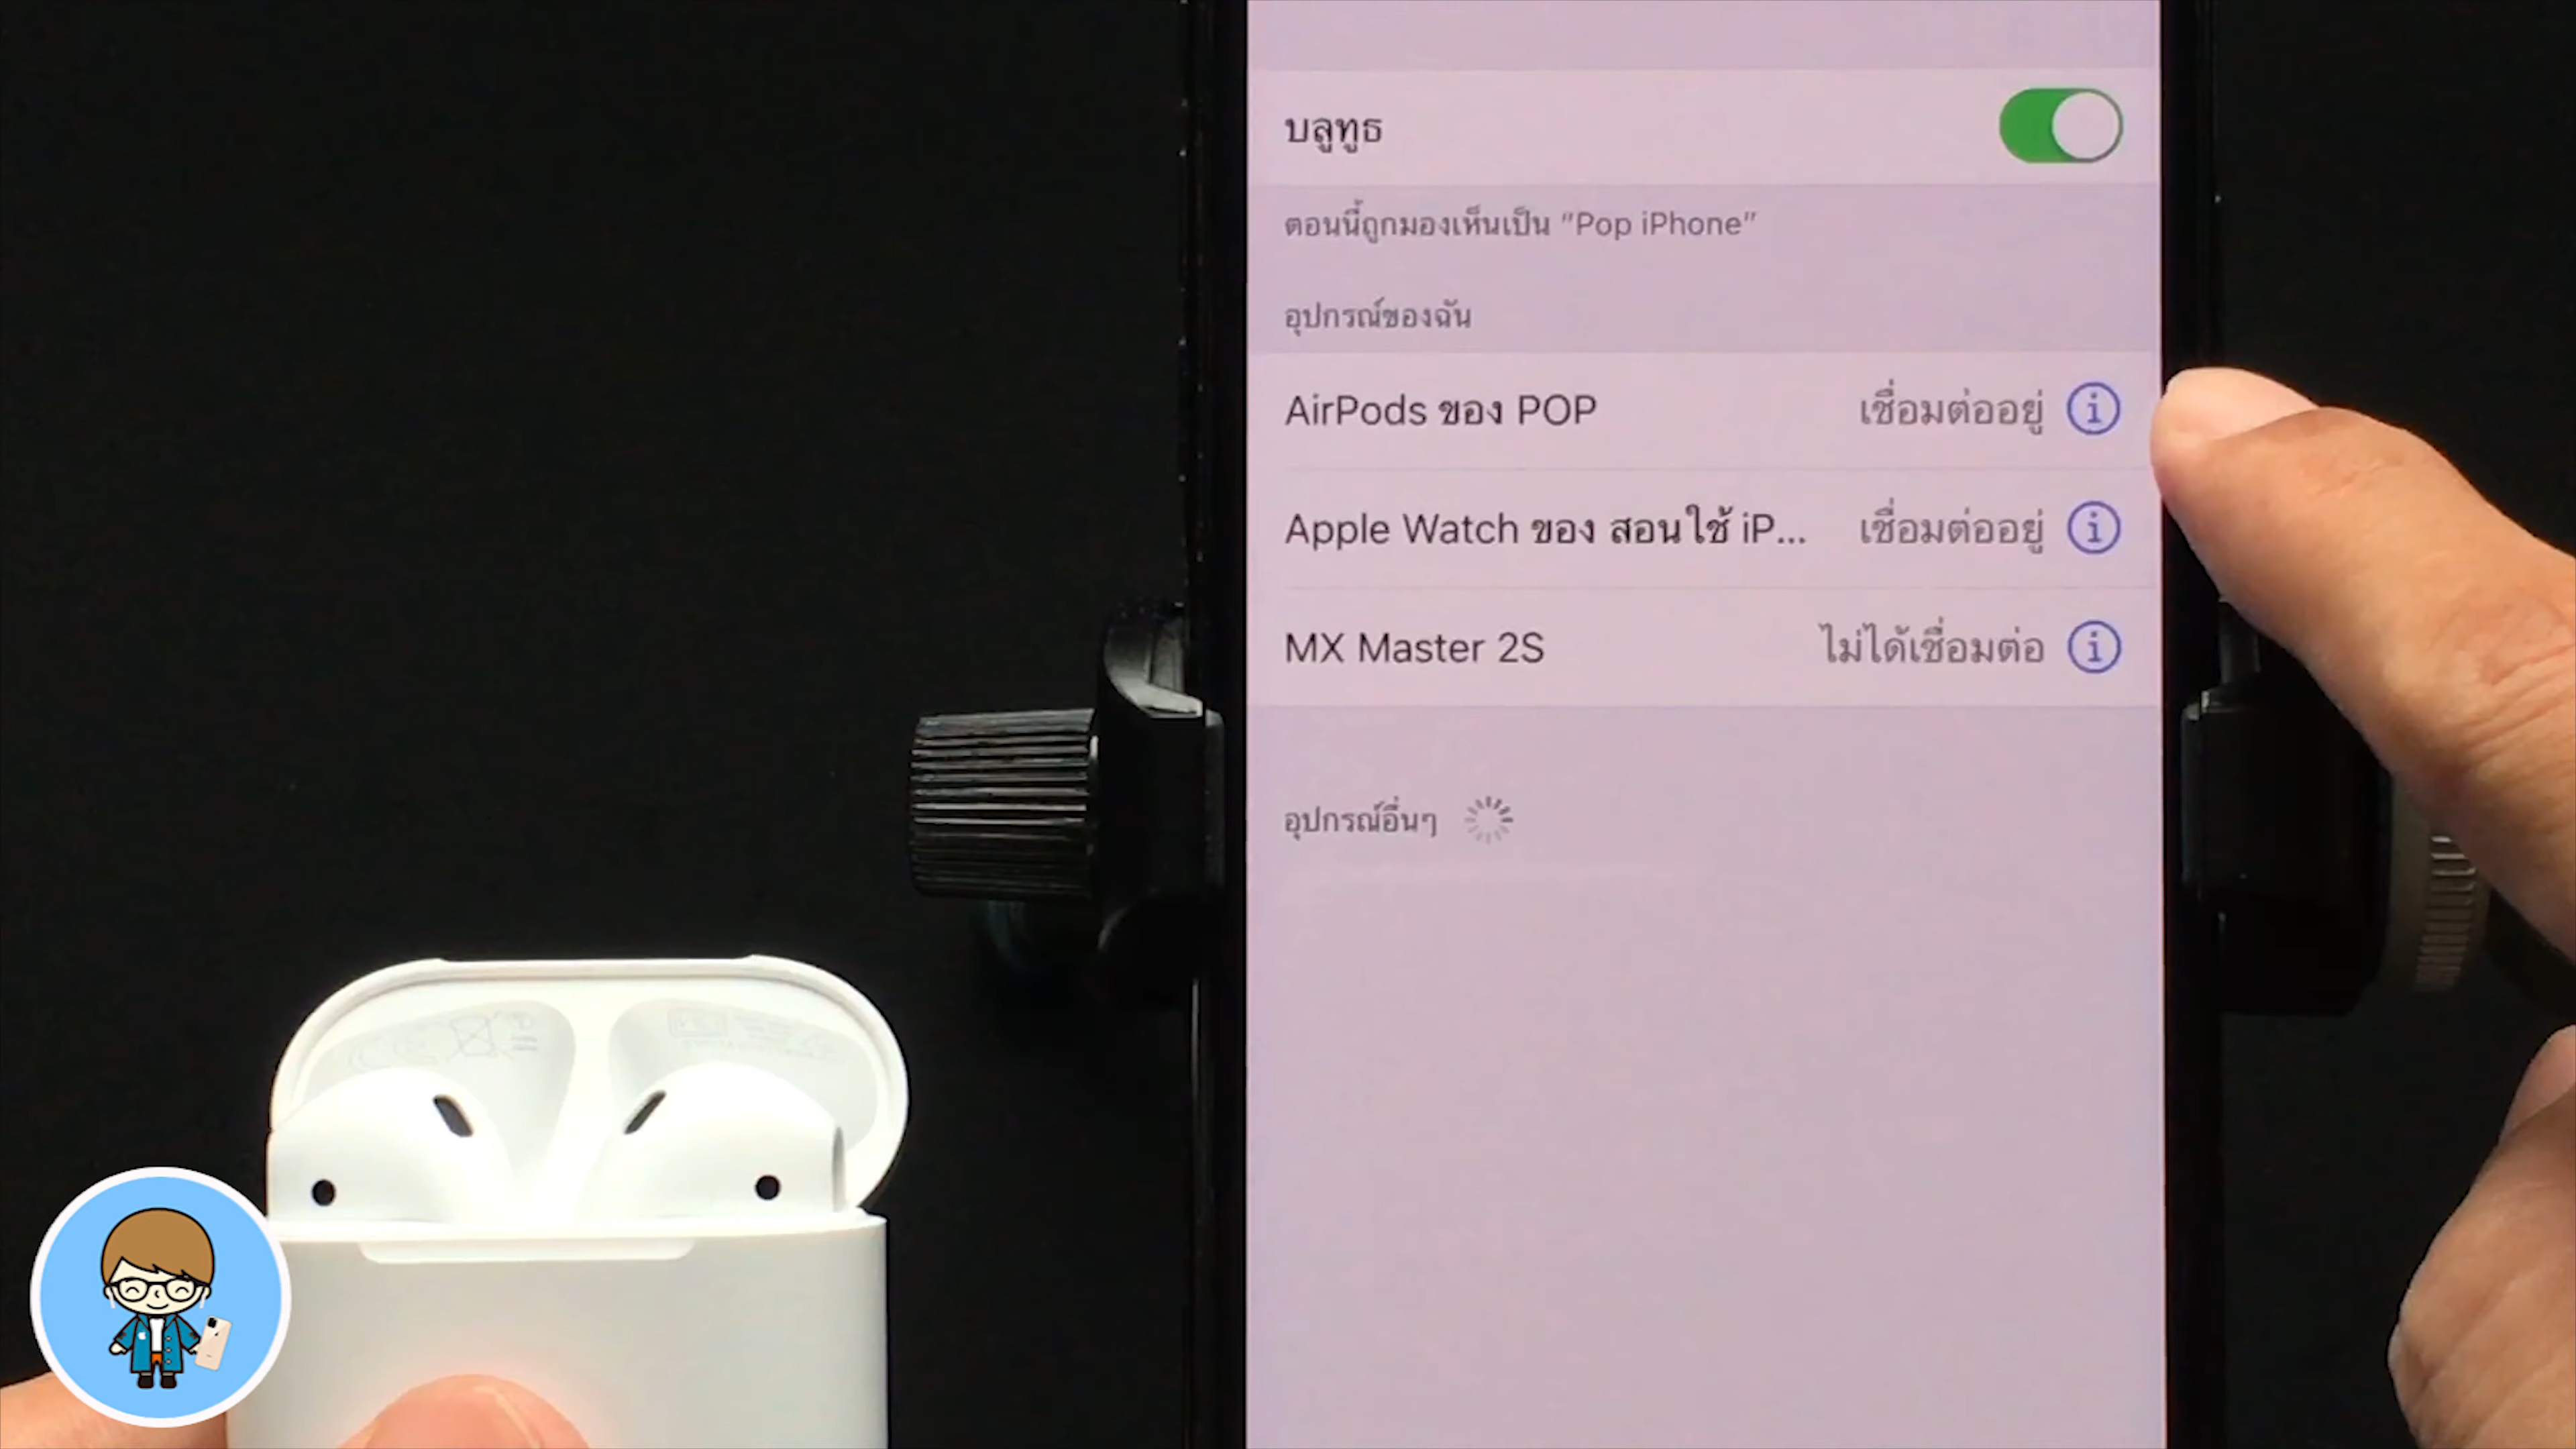 บลูทูธ
ตอนนี้ถูกมองเห็นเป็น "Pop iPhone"
อุปกรณ์ของฉัน
AirPods ของ POP เชื่อมต่ออยู่
Apple Watch ของ สอนใช้ iP... เชื่อมต่ออยู่
MX Master 2S ไม่ได้เชื่อมต่อ
อุปกรณ์อื่นๆ